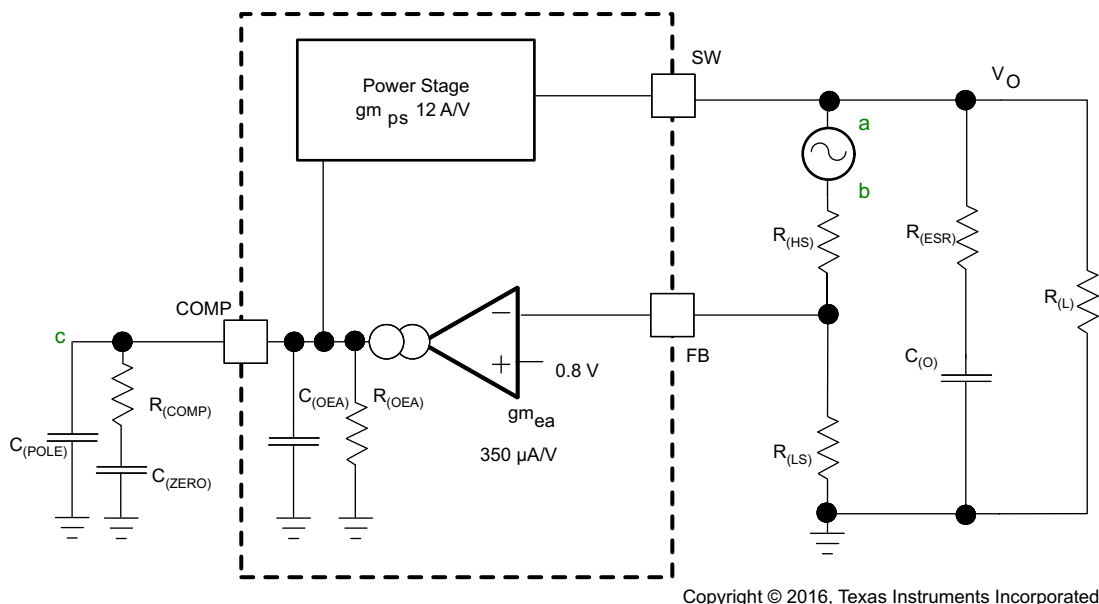 SW
Power Stage
gm ps 12 A/V
V O
a
b
R(HS)
R(ESR)
R(L)
COMP
c
0.8 V
FB
C(OEA)
R(OEA)
C(O)
R(COMP)
gm ea
C(POLE)
350 µA/V
R(LS)
C(ZERO)
Copyright © 2016, Texas Instruments Incorporated